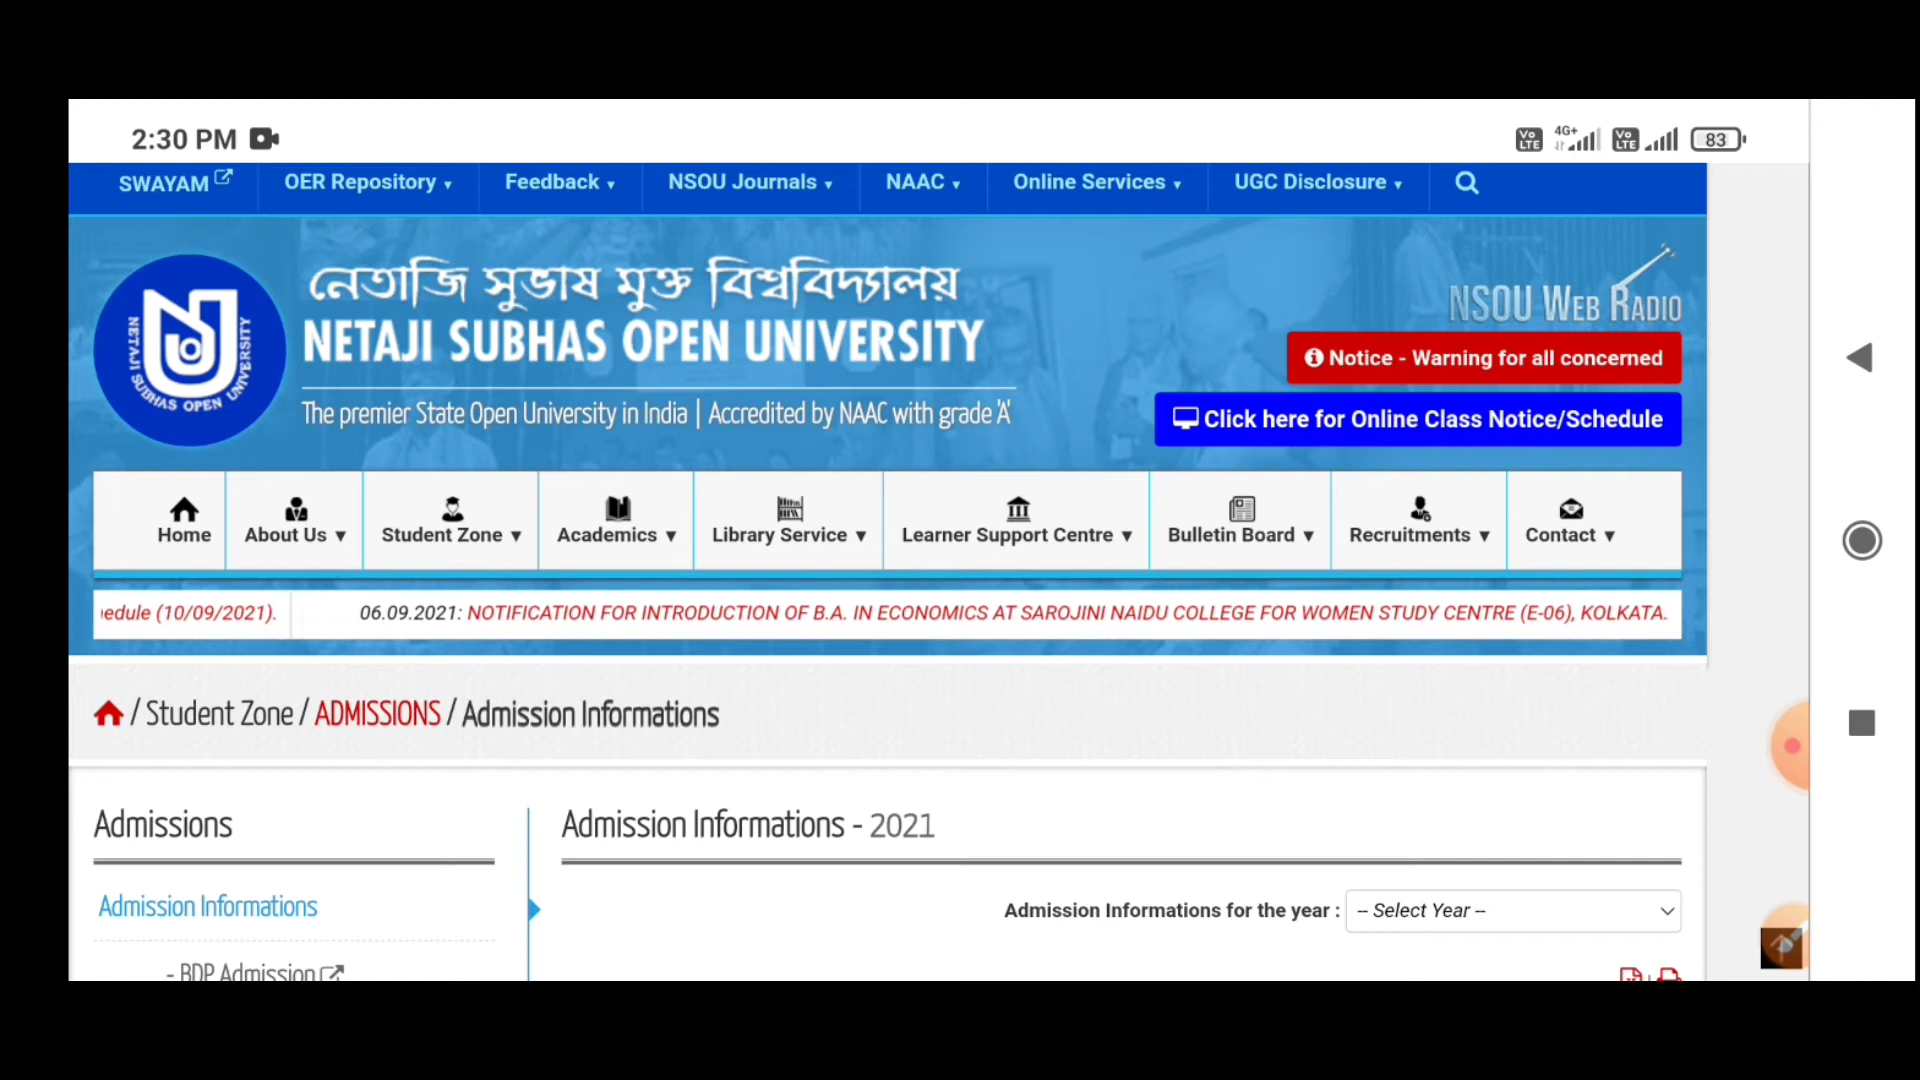 2:30 PM
Vo LTE 4G+ Vo LTE 83
SWAYAM OER Repository Feedback NSOU Journals NAAC Online Services UGC Disclosure
নেতাজি সুভাষ মুক্ত বিশ্ববিদ্যালয়
NETAJI SUBHAS OPEN UNIVERSITY
NETAJI SUBHAS OPEN UNIVERSITY
The premier State Open University in India | Accredited by NAAC with grade 'A'
NSOU WEB RADIO
Notice - Warning for all concerned
Click here for Online Class Notice/Schedule
Home About Us Student Zone Academics Library Service Learner Support Centre Bulletin Board Recruitments Contact
edule (10/09/2021). 06.09.2021: NOTIFICATION FOR INTRODUCTION OF B.A. IN ECONOMICS AT SAROJINI NAIDU COLLEGE FOR WOMEN STUDY CENTRE (E-06), KOLKATA.
/ Student Zone / ADMISSIONS / Admission Informations
Admissions
Admission Informations - 2021
Admission Informations
Admission Informations for the year : -- Select Year --
- BDP Admission